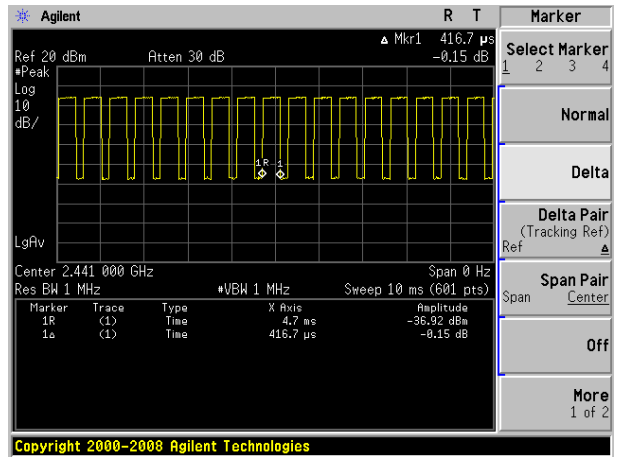 Agilent R T
Δ Mkr1 416.7 µs
Ref 20 dBm Atten 30 dB -0.15 dB
#Peak
Log
10
dB/
1R 1
LgAv
Center 2.441 000 GHz Span 0 Hz
Res BW 1 MHz #VBW 1 MHz Sweep 10 ms (601 pts)
Marker Trace Type X Axis Amplitude
1R (1) Time 4.7 ms -36.92 dBm
1Δ (1) Time 416.7 µs -0.15 dB
Copyright 2000-2008 Agilent Technologies
Marker
Select Marker
1 2 3 4
Normal
Delta
Delta Pair
(Tracking Ref)
Ref Δ
Span Pair
Span Center
Off
More
1 of 2